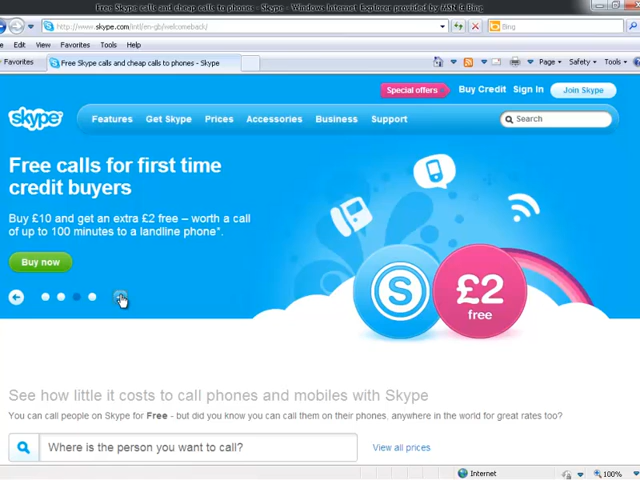 Free Skype calls and cheap calls to phones - Skype - Windows Internet Explorer provided by MSN & Bing
http://www.skype.com/intl/en-gb/welcomeback/
Bing
Edit View Favorites Tools Help
Favorites
Free Skype calls and cheap calls to phones - Skype
Page Safety Tools
Special offers Buy Credit Sign In Join Skype
skype Features Get Skype Prices Accessories Business Support Search
Free calls for first time
credit buyers
Buy £10 and get an extra £2 free – worth a call
of up to 100 minutes to a landline phone*.
Buy now
S
£2
free
See how little it costs to call phones and mobiles with Skype
You can call people on Skype for Free - but did you know you can call them on their phones, anywhere in the world for great rates too?
Where is the person you want to call?
View all prices
Internet
100%